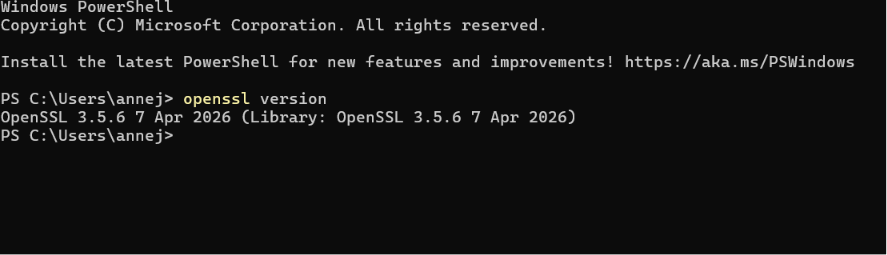 Windows PowerShell
Copyright (C) Microsoft Corporation. All rights reserved.
Install the latest PowerShell for new features and improvements! https://aka.ms/PSWindows
PS C:\Users\annej> openssl version
OpenSSL 3.5.6 7 Apr 2026 (Library: OpenSSL 3.5.6 7 Apr 2026)
PS C:\Users\annej>